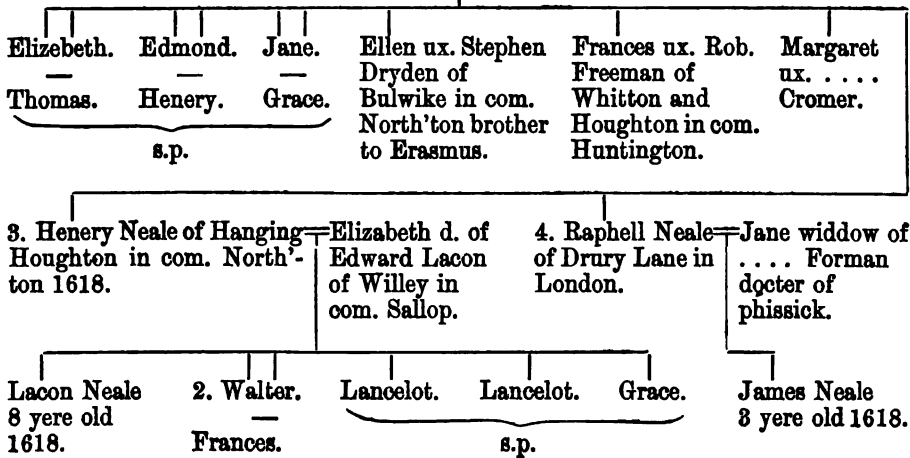 Elizebeth. Edmond. Jane. Ellen ux. Stephen Frances ux. Rob. Margaret
— — — Dryden of Freeman of ux. . . . . .
Thomas. Henery. Grace. Bulwike in com. Whitton and Cromer.
North'ton brother Houghton in com.
s.p. to Erasmus. Huntington.
3. Henery Neale of Hanging=Elizabeth d. of 4. Raphell Neale=Jane widdow of
Houghton in com. North'- Edward Lacon of Drury Lane in . . . . Forman
ton 1618. of Willey in London. docter of
com. Sallop. phissick.
Lacon Neale 2. Walter. Lancelot. Lancelot. Grace. James Neale
8 yere old — 3 yere old 1618.
1618. Frances. s.p.